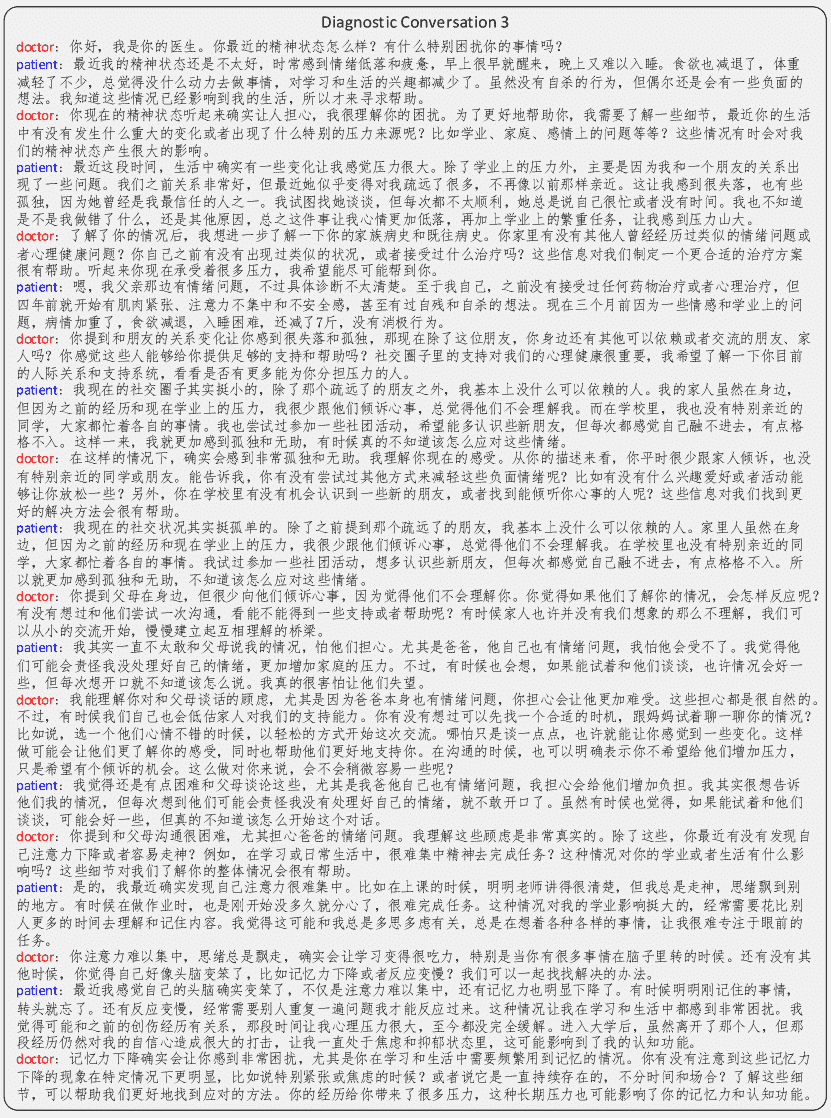 Diagnostic Conversation 3
doctor: 你好，我是你的医生。你最近的精神状态怎么样？有什么特别困扰你的事情吗？
patient: 最近我的精神状态还是不太好，时常感到情绪低落和疲惫，早上很早就醒来，晚上又难以入睡。食欲也减退了，体重
减轻了不少，总觉得没什么动力去做事情，对学习和生活的兴趣都减少了。虽然没有自杀的行为，但偶尔还是会有一些负面的
想法。我知道这些情况已经影响到我的生活，所以才来寻求帮助。
doctor: 你现在的精神状态听起来确实让人担心，我很理解你的困扰。为了更好地帮助你，我需要了解一些细节，最近你的生活
中有没有发生什么重大的变化或者出现了什么特别的压力来源呢？比如学业、家庭、感情上的问题等等？这些情况有时会对我
们的精神状态产生很大的影响。
patient: 最近这段时间，生活中确实有一些变化让我感觉压力很大。除了学业上的压力外，主要是因为我和一个朋友的关系出
现了一些问题。我们之前关系非常好，但最近她似乎变得对我疏远了很多，不再像以前那样亲近。这让我感到很失落，也有些
孤独，因为她曾经是我最信任的人之一。我试图找她谈谈，但每次都不太顺利，她总是说自己很忙或者没有时间。我也不知道
是不是我做错了什么，还是其他原因，总之这件事让我心情更加低落，再加上学业上的繁重任务，让我感到压力山大。
doctor: 了解了你的情况后，我想进一步了解一下你的家族病史和既往病史。你家里有没有其他人曾经经历过类似的情绪问题或
者心理健康问题？你自己之前有没有出现过类似的状况，或者接受过什么治疗吗？这些信息对我们制定一个更合适的治疗方案
很有帮助。听起来你现在承受着很多压力，我希望能尽可能帮到你。
patient: 嗯，我父亲那边有情绪问题，不过具体诊断不太清楚。至于我自己，之前没有接受过任何药物治疗或者心理治疗，但
四年前就开始有肌肉紧张、注意力不集中和不安全感，甚至有过自残和自杀的想法。现在三个月前因为一些情感和学业上的问
题，病情加重了，食欲减退，入睡困难，还减了7斤，没有消极行为。
doctor: 你提到和朋友的关系变化让你感到很失落和孤独，那现在除了这位朋友，你身边还有其他可以依赖或者交流的朋友、家
人吗？你感觉这些人能够给你提供足够的支持和帮助吗？社交圈子里的支持对我们的心理健康很重要，我希望了解一下你目前
的人际关系和支持系统，看看是否有更多能为你分担压力的人。
patient: 我现在的社交圈子其实挺小的，除了那个疏远了的朋友之外，我基本上没什么可以依赖的人。我的家人虽然在身边，
但因为之前的经历和现在学业上的压力，我很少跟他们倾诉心事，总觉得他们不会理解我。而在学校里，我也没有特别亲近的
同学，大家都忙着各自的事情。我也尝试过参加一些社团活动，希望能多认识些新朋友，但每次都感觉自己融不进去，有点格
格不入。这样一来，我就更加感到孤独和无助，有时候真的不知道该怎么应对这些情绪。
doctor: 在这样的情况下，确实会感到非常孤独和无助。我理解你现在的感受。从你的描述来看，你平时很少跟家人倾诉，也没
有特别亲近的同学或朋友。能告诉我，你有没有尝试过其他方式来减轻这些负面情绪呢？比如有没有什么兴趣爱好或者活动能
够让你放松一些？另外，你在学校里有没有机会认识到一些新的朋友，或者找到能倾听你心事的人呢？这些信息对我们找到更
好的解决方法会很有帮助。
patient: 我现在的社交状况其实挺孤单的。除了之前提到那个疏远了的朋友，我基本上没什么可以依赖的人。家里人虽然在身
边，但因为之前的经历和现在学业上的压力，我很少跟他们倾诉心事，总觉得他们不会理解我。在学校里也没有特别亲近的同
学，大家都忙着各自的事情。我试过参加一些社团活动，想多认识些新朋友，但每次都感觉自己融不进去，有点格格不入。所
以就更加感到孤独和无助，不知道该怎么应对这些情绪。
doctor: 你提到父母在身边，但很少向他们倾诉心事，因为觉得他们不会理解你。你觉得如果他们了解你的情况，会怎样反应呢？
有没有想过和他们尝试一次沟通，看能不能得到一些支持或者帮助呢？有时候家人也许并没有我们想象的那么不理解，我们可
以从小的交流开始，慢慢建立起互相理解的桥梁。
patient: 我其实一直不太敢和父母说我的情况，怕他们担心。尤其是爸爸，他自己也有情绪问题，我怕他会受不了。我觉得他
们可能会责怪我没处理好自己的情绪，更加增加家庭的压力。不过，有时候也会想，如果能试着和他们谈谈，也许情况会好一
些，但每次想开口就不知道该怎么说。我真的很害怕让他们失望。
doctor: 我能理解你对和父母谈话的顾虑，尤其是因为爸爸本身也有情绪问题，你担心会让他更加难受。这些担心都是很自然的。
不过，有时候我们自己也会低估家人对我们的支持能力。你有没有想过可以先找一个合适的时机，跟妈妈试着聊一聊你的情况？
比如说，选一个他们心情不错的时候，以轻松的方式开始这次交流。哪怕只是谈一点点，也许就能让你感觉到一些变化。这样
做可能会让他们更了解你的感受，同时也帮助他们更好地支持你。在沟通的时候，也可以明确表示你不希望给他们增加压力，
只是希望有个倾诉的机会。这么做对你来说，会不会稍微容易一些呢？
patient: 我觉得还是有点困难和父母谈论这些，尤其是我爸他自己也有情绪问题，我担心会给他们增加负担。我其实很想告诉
他们我的情况，但每次想到他们可能会责怪我没有处理好自己的情绪，就不敢开口了。虽然有时候也觉得，如果能试着和他们
谈谈，可能会好一些，但真的不知道该怎么开始这个对话。
doctor: 你提到和父母沟通很困难，尤其担心爸爸的情绪问题。我理解这些顾虑是非常真实的。除了这些，你最近有没有发现自
己注意力下降或者容易走神？例如，在学习或日常生活中，很难集中精神去完成任务？这种情况对你的学业或者生活有什么影
响吗？这些细节对我们了解你的整体情况会很有帮助。
patient: 是的，我最近确实发现自己注意力很难集中。比如在上课的时候，明明老师讲得很清楚，但我总是走神，思绪飘到别
的地方。有时候在做作业时，也是刚开始没多久就分心了，很难完成任务。这种情况对我的学业影响挺大的，经常需要花比别
人更多的时间去理解和记住内容。我觉得这可能和我总是多思多虑有关，总是在想着各种各样的事情，让我很难专注于眼前的
任务。
doctor: 你注意力难以集中，思绪总是飘走，确实会让学习变得很吃力，特别是当你有很多事情在脑子里转的时候。还有没有其
他时候，你觉得自己好像头脑变笨了，比如记忆力下降或者反应变慢？我们可以一起找找解决的办法。
patient: 最近我感觉自己的头脑确实变笨了，不仅是注意力难以集中，还有记忆力也明显下降了。有时候明明刚记住的事情，
转头就忘了。还有反应变慢，经常需要别人重复一遍问题我才能反应过来。这种情况让我在学习和生活中都感到非常困扰。我
觉得可能和之前的创伤经历有关系，那段时间让我心理压力很大，至今都没完全缓解。进入大学后，虽然离开了那个人，但那
段经历仍然对我的自信心造成很大的打击，让我一直处于焦虑和抑郁状态里，这可能影响到了我的认知功能。
doctor: 记忆力下降确实会让你感到非常困扰，尤其是你在学习和生活中需要频繁用到记忆的情况。你有没有注意到这些记忆力
下降的现象在特定情况下更明显，比如说特别紧张或焦虑的时候？或者说它是一直持续存在的，不分时间和场合？了解这些细
节，可以帮助我们更好地找到应对的方法。你的经历给你带来了很多压力，这种长期压力也可能影响了你的记忆力和认知功能。